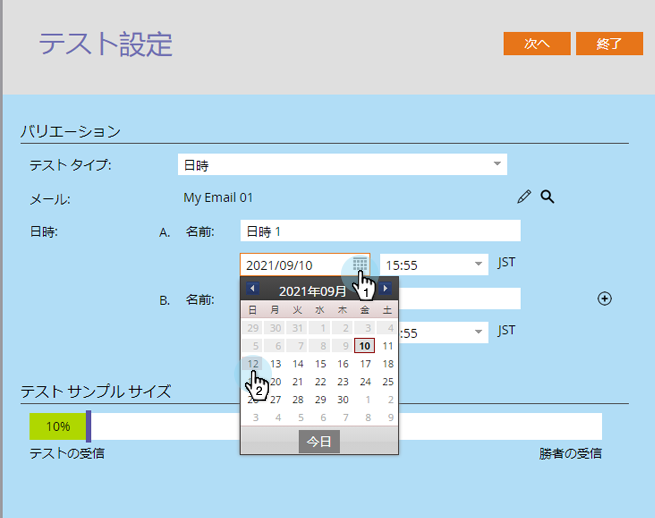 テスト設定
次へ 終了
バリエーション
テスト タイプ: 日時
メール: My Email 01
日時: A. 名前: 日時 1
2021/09/10 15:55 JST
1
2021年09月
B. 名前:
:55 JST
日 月 火 水 木 金 土
29 30 31 1 2 3 4
5 6 7 8 9 10 11
12 13 14 15 16 17 18
2
20 21 22 23 24 25
27 28 29 30 1 2
3 4 5 6 7 8 9
今日
テスト サンプル サイズ
10%
テストの受信 勝者の受信